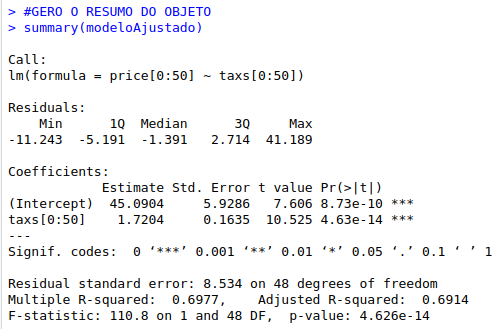 > #GERO O RESUMO DO OBJETO
> summary(modeloAjustado)
Call:
lm(formula = price[0:50] ~ taxs[0:50])
Residuals:
    Min      1Q  Median      3Q     Max
-11.243  -5.191  -1.391   2.714  41.189
Coefficients:
            Estimate Std. Error t value Pr(>|t|)
(Intercept)  45.0904     5.9286   7.606 8.73e-10 ***
taxs[0:50]    1.7204     0.1635  10.525 4.63e-14 ***
---
Signif. codes:  0 ‘***’ 0.001 ‘**’ 0.01 ‘*’ 0.05 ‘.’ 0.1 ‘ ’ 1
Residual standard error: 8.534 on 48 degrees of freedom
Multiple R-squared:  0.6977,    Adjusted R-squared:  0.6914
F-statistic: 110.8 on 1 and 48 DF,  p-value: 4.626e-14